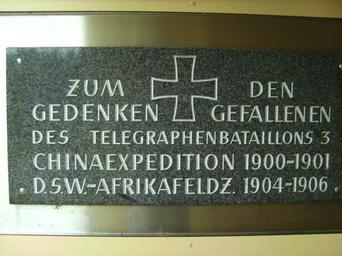 ZUM DEN
GEDENKEN GEFALLENEN
DES TELEGRAPHENBATAILLONS 3
CHINAEXPEDITION 1900-1901
D.S.W.-AFRIKAFELDZ. 1904-1906